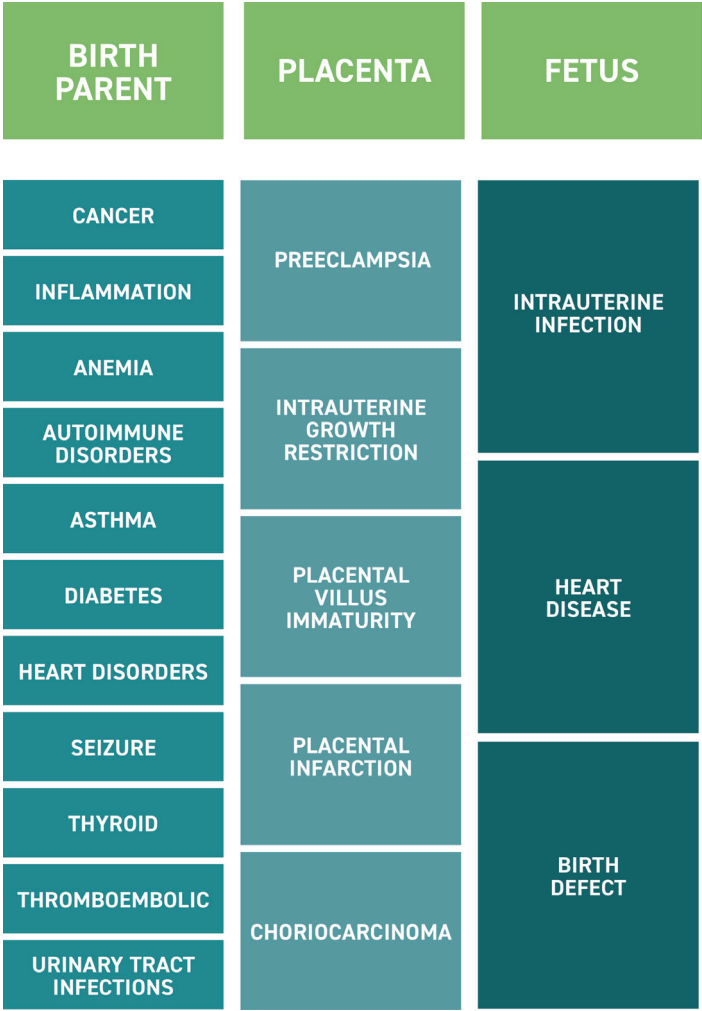 BIRTH
PARENT
PLACENTA
FETUS
CANCER
INFLAMMATION
ANEMIA
AUTOIMMUNE
DISORDERS
ASTHMA
DIABETES
HEART DISORDERS
SEIZURE
THYROID
THROMBOEMBOLIC
URINARY TRACT
INFECTIONS
PREECLAMPSIA
INTRAUTERINE
GROWTH
RESTRICTION
PLACENTAL
VILLUS
IMMATURITY
PLACENTAL
INFARCTION
CHORIOCARCINOMA
INTRAUTERINE
INFECTION
HEART
DISEASE
BIRTH
DEFECT